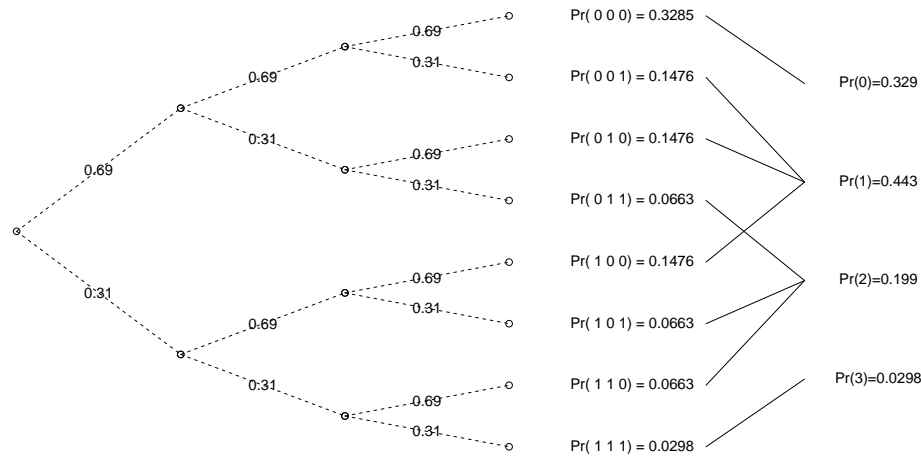 0.69
0.31
0.69
0.31
0.69
0.31
0.69
0.31
0.69
0.31
0.69
0.31
0.69
0.31
Pr( 0 0 0) = 0.3285
Pr( 0 0 1) = 0.1476
Pr( 0 1 0) = 0.1476
Pr( 0 1 1) = 0.0663
Pr( 1 0 0) = 0.1476
Pr( 1 0 1) = 0.0663
Pr( 1 1 0) = 0.0663
Pr( 1 1 1) = 0.0298
Pr(0)=0.329
Pr(1)=0.443
Pr(2)=0.199
Pr(3)=0.0298